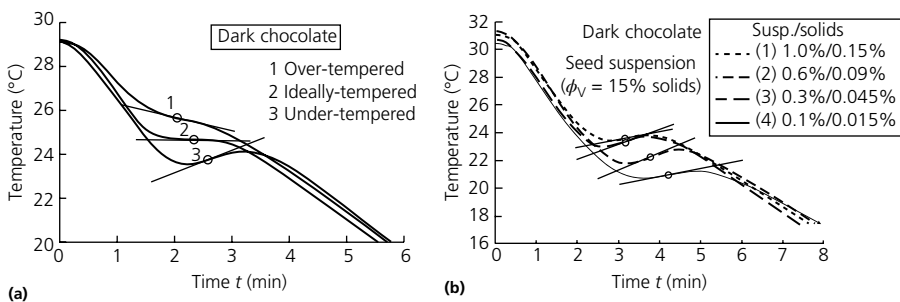 (a)
30
28
26
24
22
20
0
1
2
3
4
5
6
Temperature (°C)
Time t (min)
Dark chocolate
1 Over-tempered
2 Ideally-tempered
3 Under-tempered
1
2
3
(b)
32
30
28
26
24
22
20
18
16
0
1
2
3
4
5
6
7
8
Temperature (°C)
Time t (min)
Dark chocolate
Seed suspension
(ϕV = 15% solids)
Susp./solids
(1) 1.0%/0.15%
(2) 0.6%/0.09%
(3) 0.3%/0.045%
(4) 0.1%/0.015%